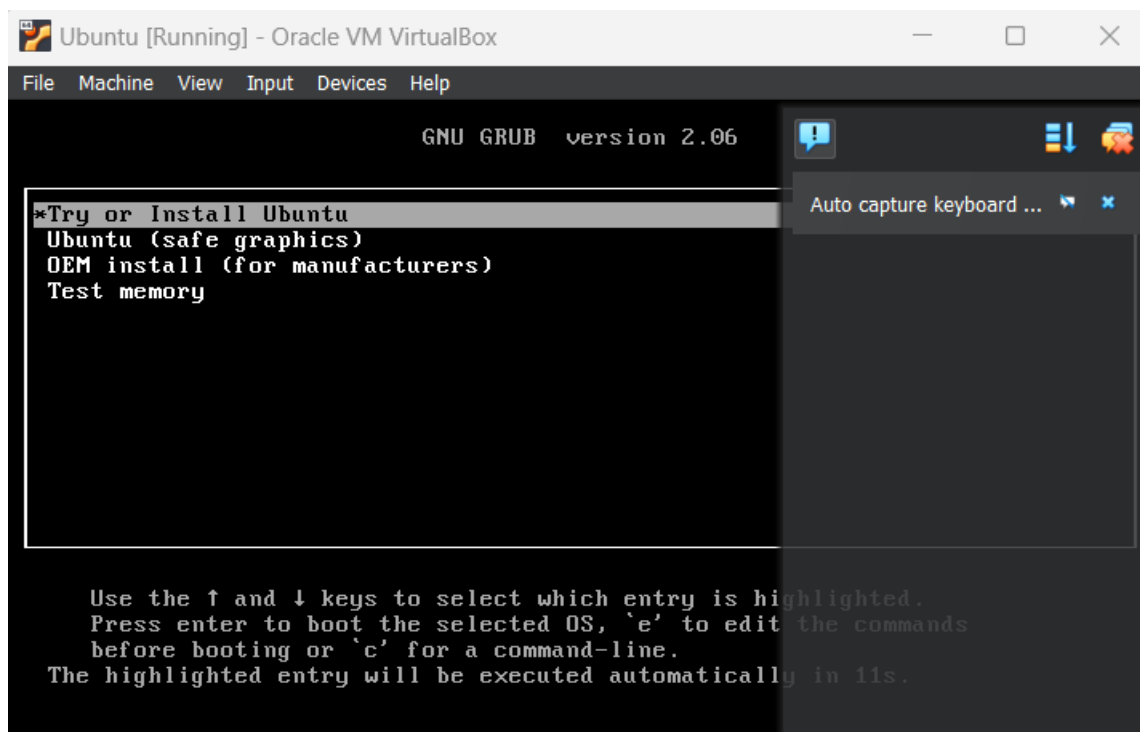 Ubuntu [Running] - Oracle VM VirtualBox
File Machine View Input Devices Help
GNU GRUB version 2.06
*Try or Install Ubuntu
Ubuntu (safe graphics)
OEM install (for manufacturers)
Test memory
Auto capture keyboard ...
Use the ↑ and ↓ keys to select which entry is highlighted.
Press enter to boot the selected OS, `e' to edit the commands
before booting or `c' for a command-line.
The highlighted entry will be executed automatically in 11s.